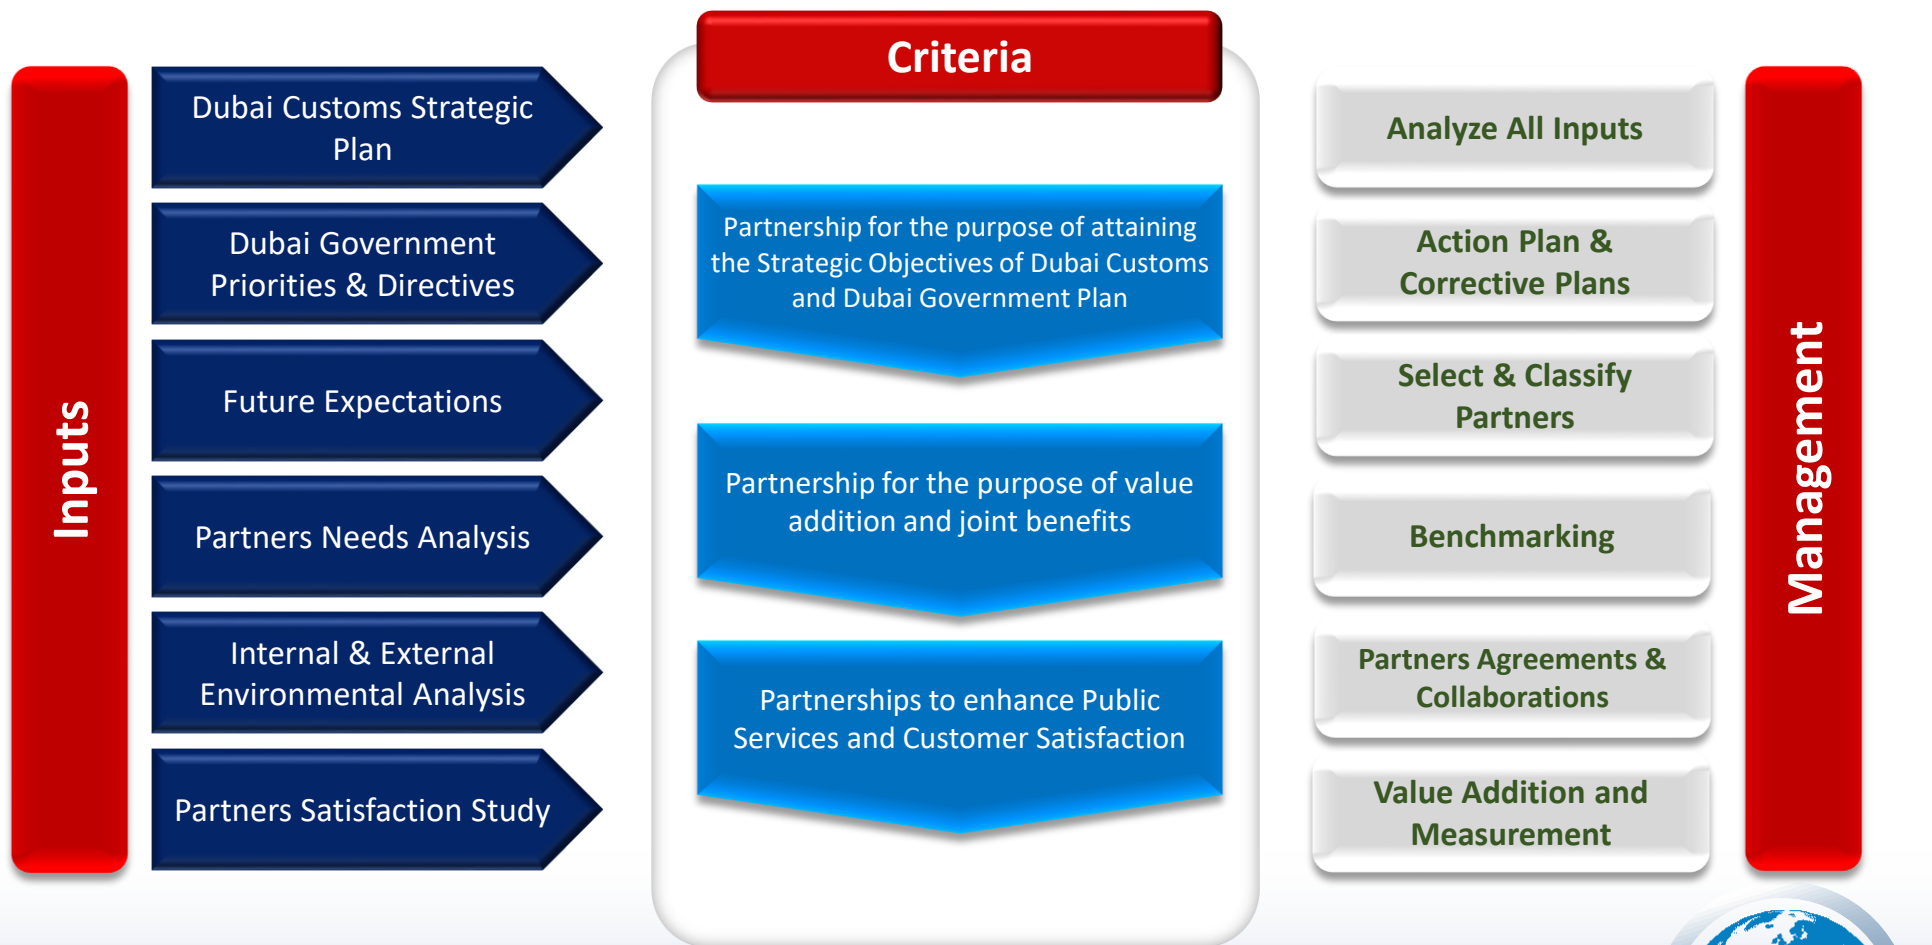 Inputs
Dubai Customs Strategic
Plan
Dubai Government
Priorities & Directives
Future Expectations
Partners Needs Analysis
Internal & External
Environmental Analysis
Partners Satisfaction Study
Criteria
Partnership for the purpose of attaining
the Strategic Objectives of Dubai Customs
and Dubai Government Plan
Partnership for the purpose of value
addition and joint benefits
Partnerships to enhance Public
Services and Customer Satisfaction
Analyze All Inputs
Action Plan &
Corrective Plans
Select & Classify
Partners
Benchmarking
Partners Agreements &
Collaborations
Value Addition and
Measurement
Management